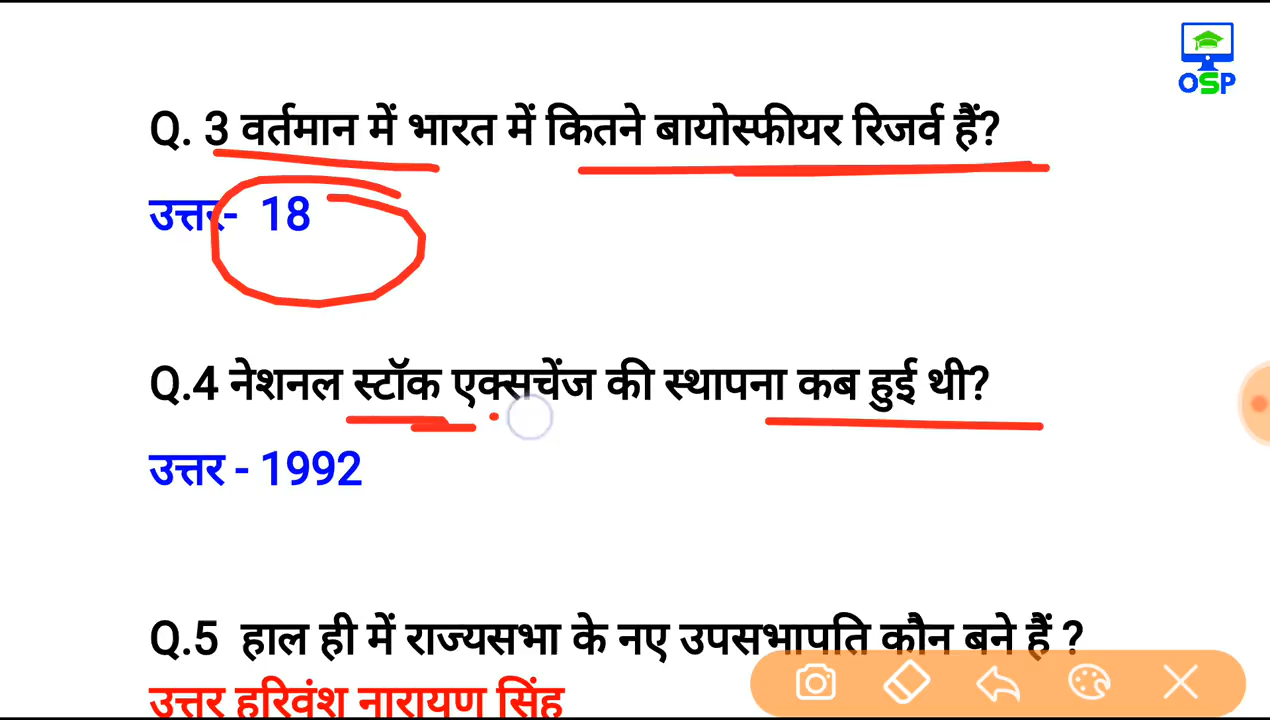 OSP
Q. 3 वर्तमान में भारत में कितने बायोस्फीयर रिजर्व हैं?
उत्तर- 18
Q.4 नेशनल स्टॉक एक्सचेंज की स्थापना कब हुई थी?
उत्तर - 1992
Q.5 हाल ही में राज्यसभा के नए उपसभापति कौन बने हैं ?
उत्तर हरिवंश नारायण सिंह